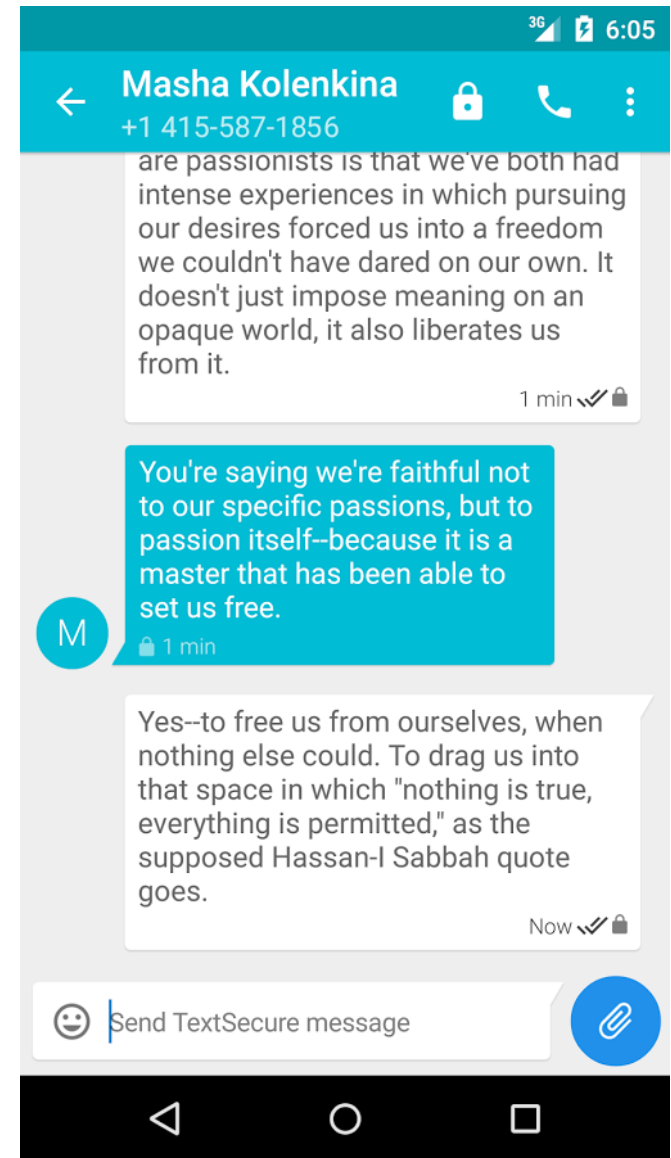 3G 6:05
Masha Kolenkina
+1 415-587-1856
are passionists is that we've both had
intense experiences in which pursuing
our desires forced us into a freedom
we couldn't have dared on our own. It
doesn't just impose meaning on an
opaque world, it also liberates us
from it.
1 min
You're saying we're faithful not
to our specific passions, but to
passion itself--because it is a
master that has been able to
set us free.
M
1 min
Yes--to free us from ourselves, when
nothing else could. To drag us into
that space in which "nothing is true,
everything is permitted," as the
supposed Hassan-I Sabbah quote
goes.
Now
Send TextSecure message